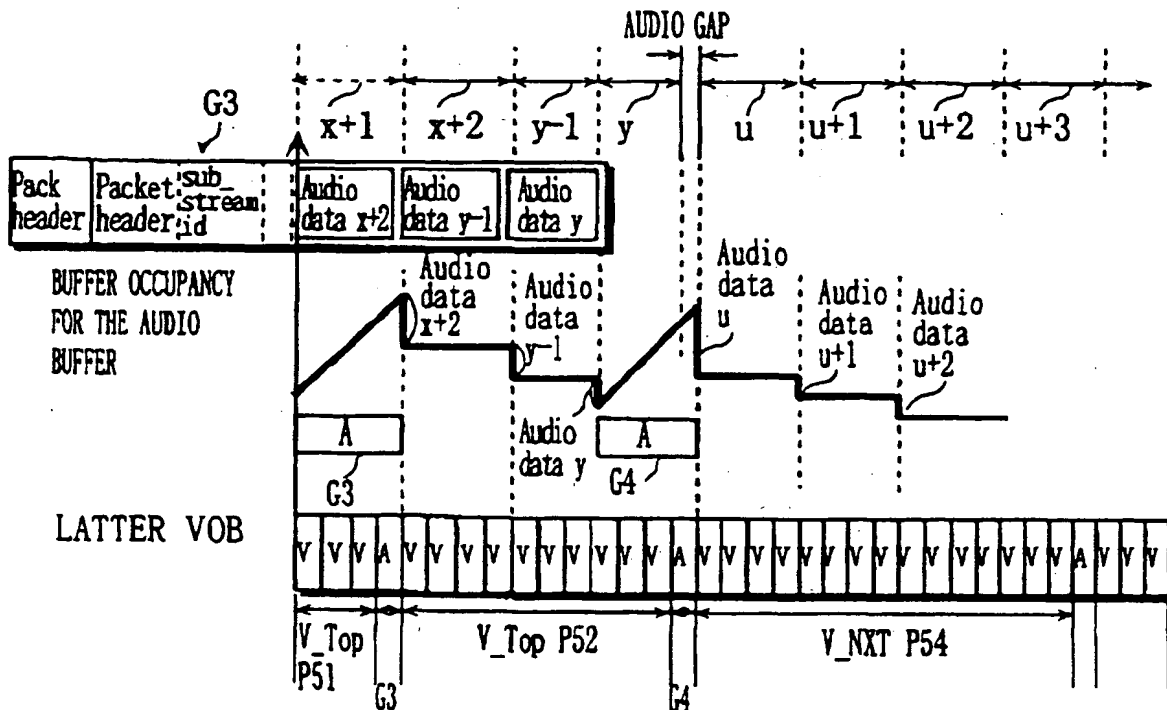 AUDIO GAP
x+1 x+2 y-1 y u u+1 u+2 u+3
G3
Pack header
Packet header
sub_stream id
Audio data x+2
Audio data y-1
Audio data y
BUFFER OCCUPANCY
FOR THE AUDIO
BUFFER
Audio data x+2
Audio data y-1
Audio data y
Audio data u
Audio data u+1
Audio data u+2
A
G3
A
G4
LATTER VOB
V V V A V V V V V V V V V A V V V V V V V V V V V V V A V V V
V_Top P51
G3
V_Top P52
G4
V_NXT P54